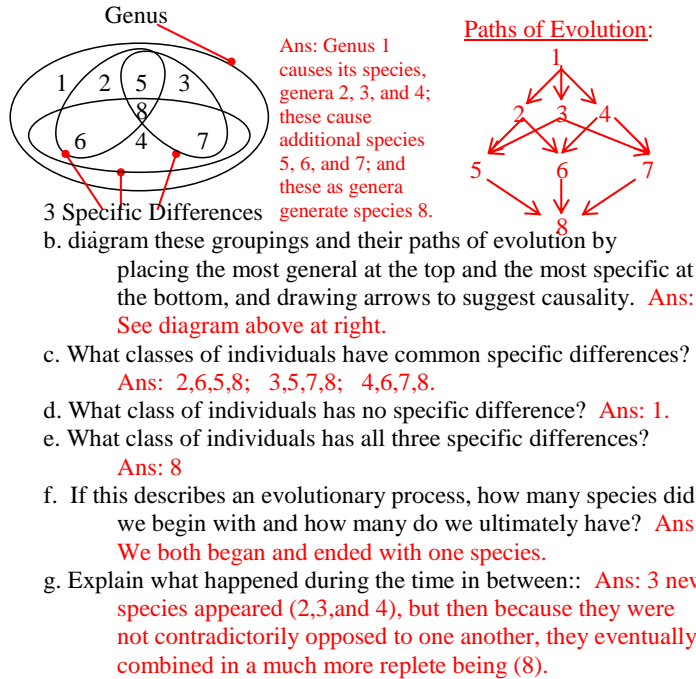 Genus
1 2 5 3
8
6 4 7
3 Specific Differences
Ans: Genus 1
causes its species,
genera 2, 3, and 4;
these cause
additional species
5, 6, and 7; and
these as genera
generate species 8.
Paths of Evolution:
1
2 3 4
5 6 7
8
b. diagram these groupings and their paths of evolution by
placing the most general at the top and the most specific at
the bottom, and drawing arrows to suggest causality. Ans:
See diagram above at right.
c. What classes of individuals have common specific differences?
Ans: 2,6,5,8; 3,5,7,8; 4,6,7,8.
d. What class of individuals has no specific difference? Ans: 1.
e. What class of individuals has all three specific differences?
Ans: 8
f. If this describes an evolutionary process, how many species did
we begin with and how many do we ultimately have? Ans
We both began and ended with one species.
g. Explain what happened during the time in between:: Ans: 3 new
species appeared (2,3,and 4), but then because they were
not contradictorily opposed to one another, they eventually
combined in a much more replete being (8).